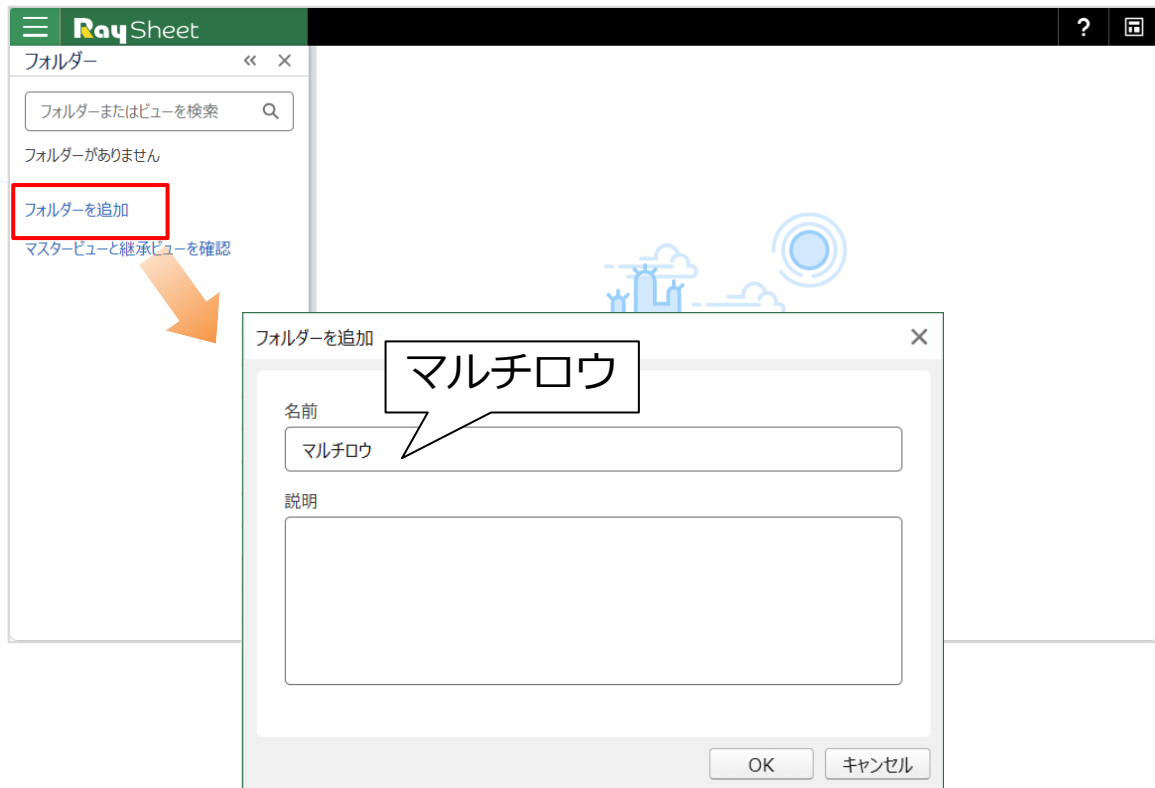 RaySheet
?
フォルダー
フォルダーまたはビューを検索
フォルダーがありません
フォルダーを追加
マスタービューと継承ビューを確認
フォルダーを追加
マルチロウ
名前
マルチロウ
説明
OK キャンセル